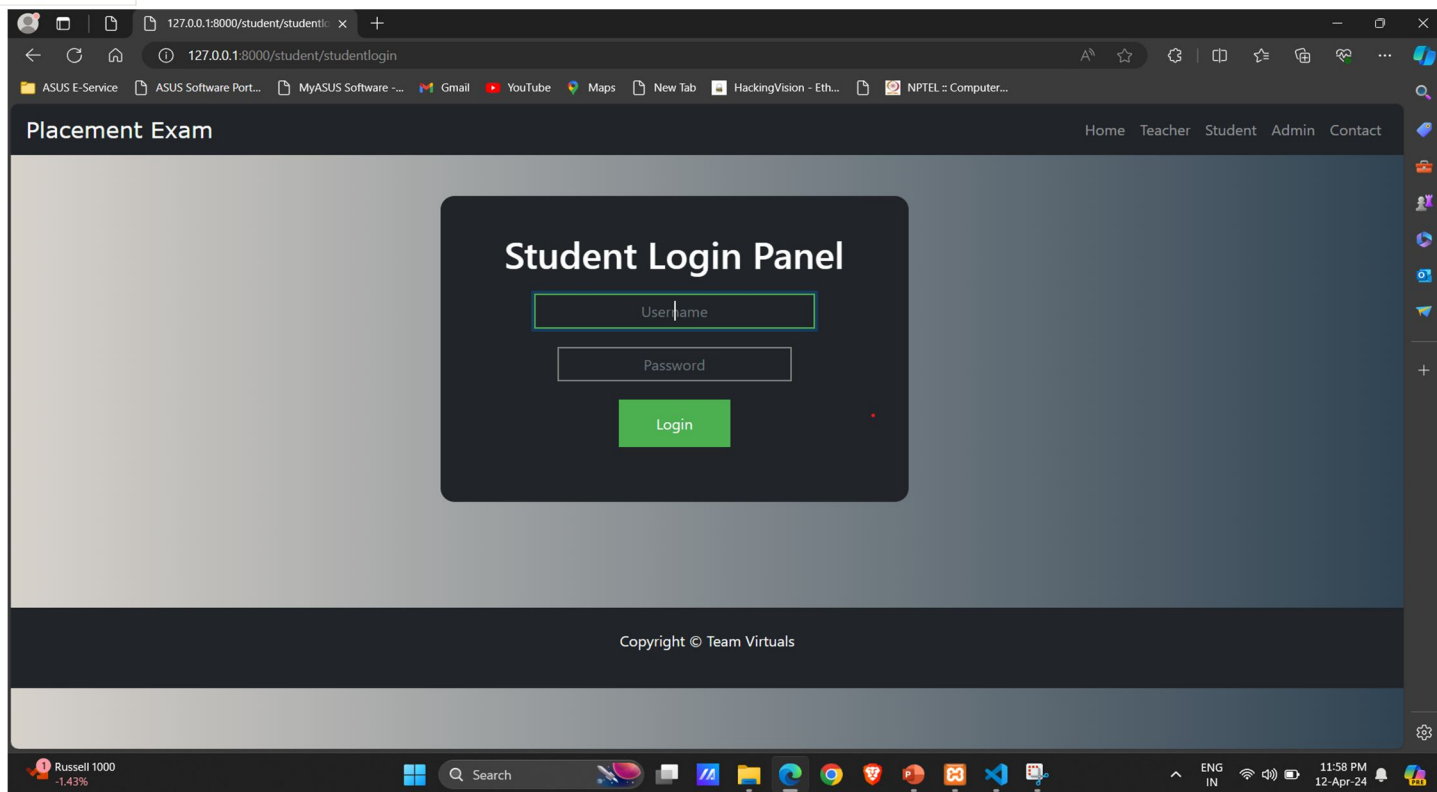 127.0.0.1:8000/student/studentlo
127.0.0.1:8000/student/studentlogin
ASUS E-Service ASUS Software Port... MyASUS Software -... Gmail YouTube Maps New Tab HackingVision - Eth... NPTEL :: Computer...
Placement Exam Home Teacher Student Admin Contact
Student Login Panel
Username
Password
Login
Copyright © Team Virtuals
1 Russell 1000
-1.43%
Search
ENG
IN
11:58 PM
12-Apr-24
PRE